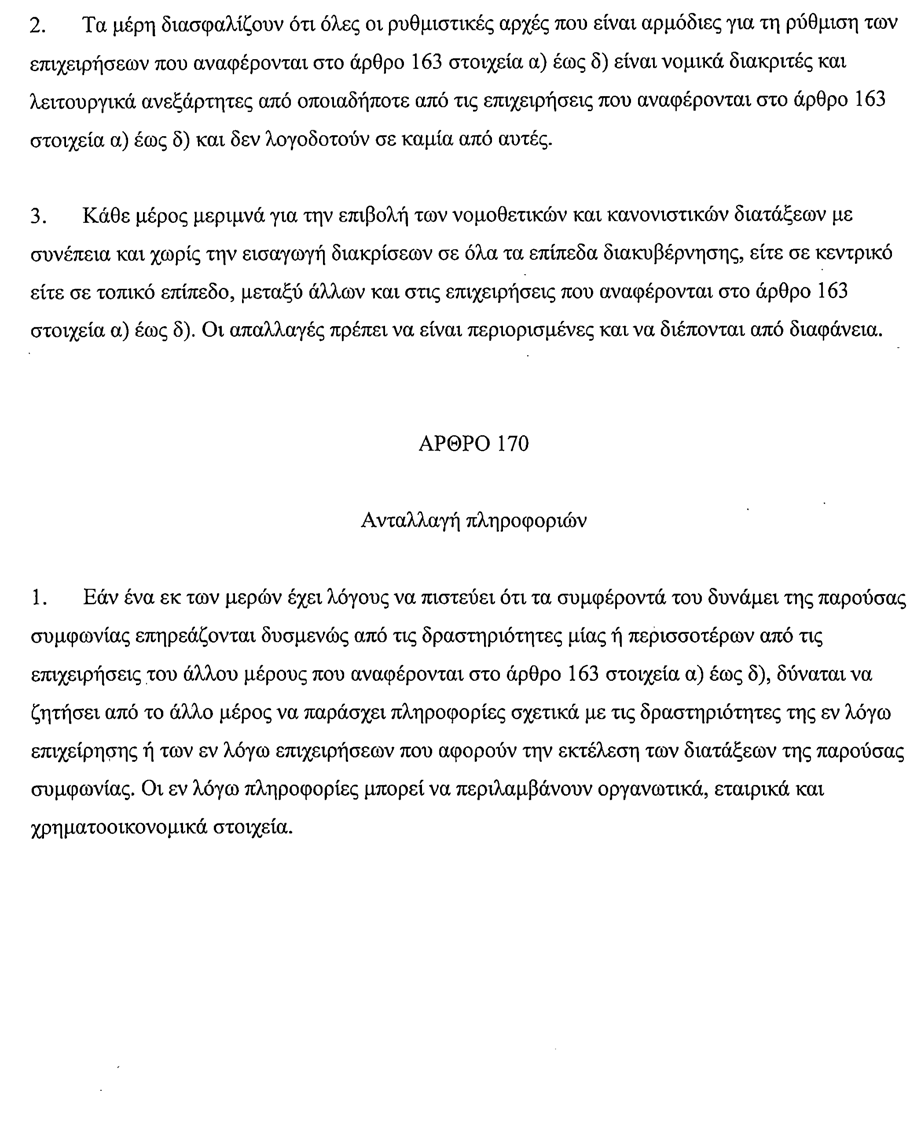 2. Τα μέρη διασφαλίζουν ότι όλες οι ρυθμιστικές αρχές που είναι αρμόδιες για τη ρύθμιση των
επιχειρήσεων που αναφέρονται στο άρθρο 163 στοιχεία α) έως δ) είναι νομικά διακριτές και
λειτουργικά ανεξάρτητες από οποιαδήποτε από τις επιχειρήσεις που αναφέρονται στο άρθρο 163
στοιχεία α) έως δ) και δεν λογοδοτούν σε καμία από αυτές.
3. Κάθε μέρος μεριμνά για την επιβολή των νομοθετικών και κανονιστικών διατάξεων με
συνέπεια και χωρίς την εισαγωγή διακρίσεων σε όλα τα επίπεδα διακυβέρνησης, είτε σε κεντρικό
είτε σε τοπικό επίπεδο, μεταξύ άλλων και στις επιχειρήσεις που αναφέρονται στο άρθρο 163
στοιχεία α) έως δ). Οι απαλλαγές πρέπει να είναι περιορισμένες και να διέπονται από διαφάνεια.
ΑΡΘΡΟ 170
Ανταλλαγή πληροφοριών
1. Εάν ένα εκ των μερών έχει λόγους να πιστεύει ότι τα συμφέροντά του δυνάμει της παρούσας
συμφωνίας επηρεάζονται δυσμενώς από τις δραστηριότητες μίας ή περισσοτέρων από τις
επιχειρήσεις του άλλου μέρους που αναφέρονται στο άρθρο 163 στοιχεία α) έως δ), δύναται να
ζητήσει από το άλλο μέρος να παράσχει πληροφορίες σχετικά με τις δραστηριότητες της εν λόγω
επιχείρησης ή των εν λόγω επιχειρήσεων που αφορούν την εκτέλεση των διατάξεων της παρούσας
συμφωνίας. Οι εν λόγω πληροφορίες μπορεί να περιλαμβάνουν οργανωτικά, εταιρικά και
χρηματοοικονομικά στοιχεία.